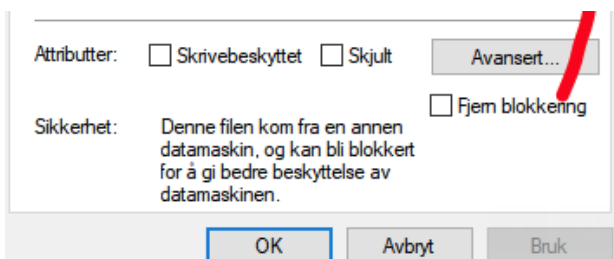 Attributter: Skrivebeskyttet Skjult Avansert...
Fjern blokkering
Sikkerhet: Denne filen kom fra en annen
datamaskin, og kan bli blokkert
for å gi bedre beskyttelse av
datamaskinen.
OK Avbryt Bruk